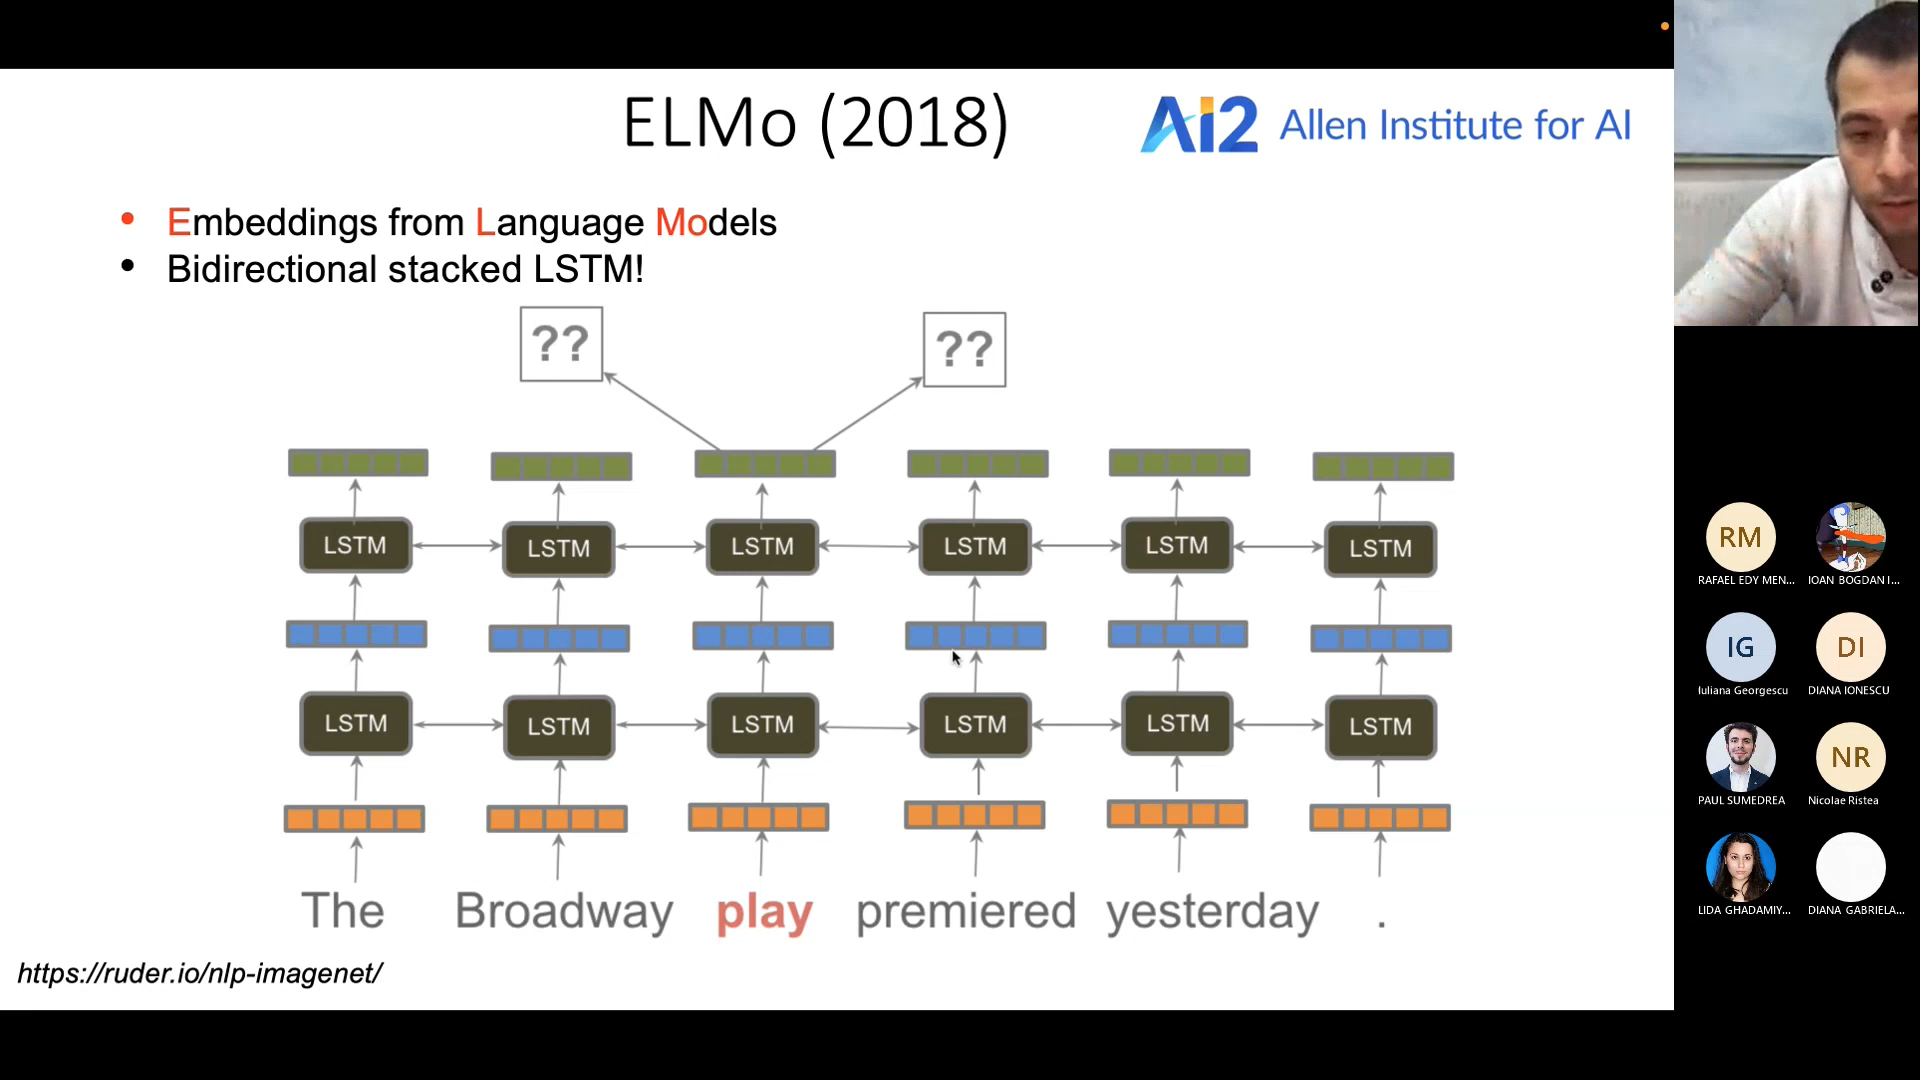 ELMo (2018)
Ai2 Allen Institute for AI
• Embeddings from Language Models
• Bidirectional stacked LSTM!
?? ??
LSTM LSTM LSTM LSTM LSTM LSTM
LSTM LSTM LSTM LSTM LSTM LSTM
The Broadway play premiered yesterday .
https://ruder.io/nlp-imagenet/
RM
RAFAEL EDY MEN... IOAN BOGDAN I...
IG DI
Iuliana Georgescu DIANA IONESCU
NR
PAUL SUMEDREA Nicolae Ristea
LIDA GHADAMIY... DIANA GABRIELA...